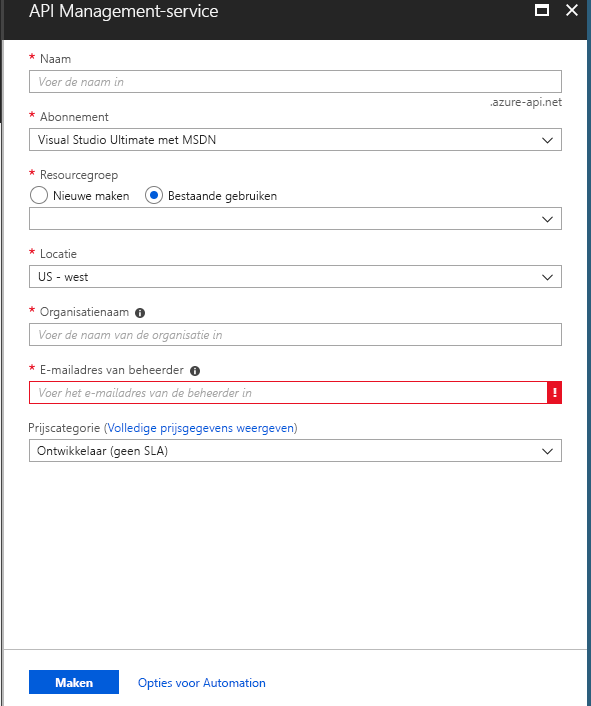 API Management-service
* Naam
Voer de naam in
.azure-api.net
* Abonnement
Visual Studio Ultimate met MSDN
* Resourcegroep
Nieuwe maken Bestaande gebruiken
* Locatie
US - west
* Organisatienaam
Voer de naam van de organisatie in
* E-mailadres van beheerder
Voer het e-mailadres van de beheerder in
Prijscategorie (Volledige prijsgegevens weergeven)
Ontwikkelaar (geen SLA)
Maken Opties voor Automation